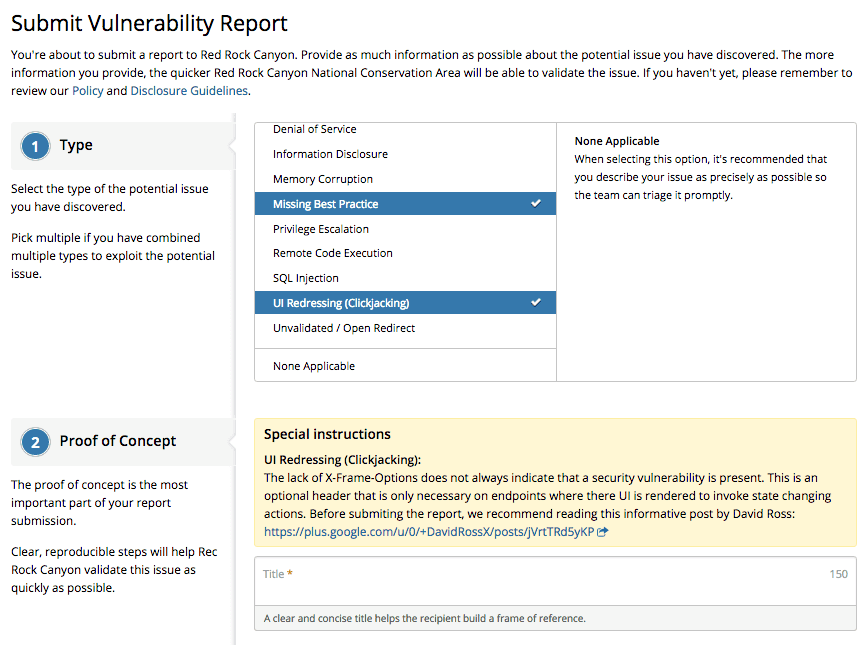 Submit Vulnerability Report
You're about to submit a report to Red Rock Canyon. Provide as much information as possible about the potential issue you have discovered. The more
information you provide, the quicker Red Rock Canyon National Conservation Area will be able to validate the issue. If you haven't yet, please remember to
review our Policy and Disclosure Guidelines.
1 Type
Select the type of the potential issue
you have discovered.
Pick multiple if you have combined
multiple types to exploit the potential
issue.
Denial of Service
Information Disclosure
Memory Corruption
Missing Best Practice
Privilege Escalation
Remote Code Execution
SQL Injection
UI Redressing (Clickjacking)
Unvalidated / Open Redirect
None Applicable
None Applicable
When selecting this option, it's recommended that
you describe your issue as precisely as possible so
the team can triage it promptly.
2 Proof of Concept
The proof of concept is the most
important part of your report
submission.
Clear, reproducible steps will help Rec
Rock Canyon validate this issue as
quickly as possible.
Special instructions
UI Redressing (Clickjacking):
The lack of X-Frame-Options does not always indicate that a security vulnerability is present. This is an
optional header that is only necessary on endpoints where there UI is rendered to invoke state changing
actions. Before submiting the report, we recommend reading this informative post by David Ross:
https://plus.google.com/u/0/+DavidRossX/posts/jVrtTRd5yKP
Title * 150
A clear and concise title helps the recipient build a frame of reference.